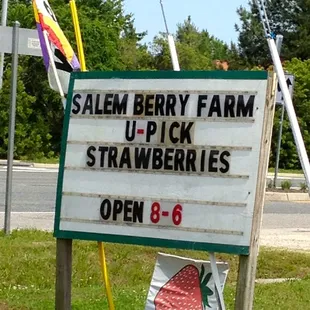 SALEM BERRY FARM
U-PICK
STRAWBERRIES
OPEN 8-6